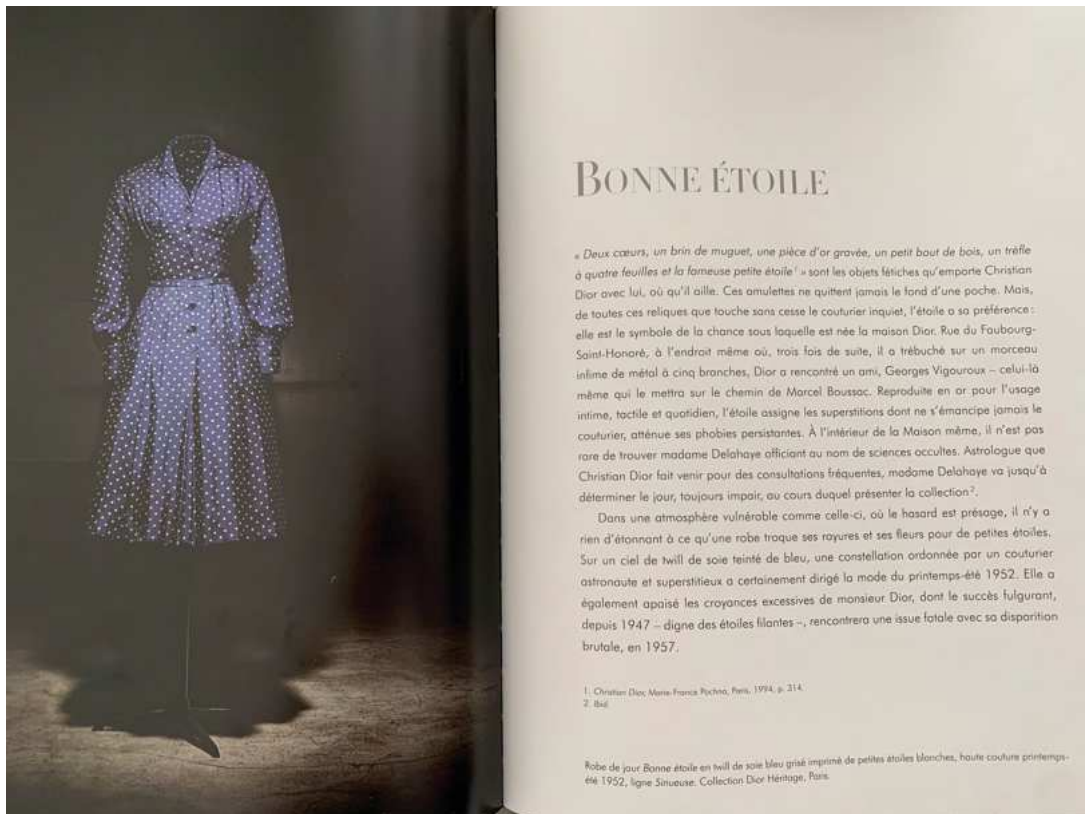 BONNE ÉTOILE
« Deux cœurs, un brin de muguet, une pièce d'or gravée, un petit bout de bois, un trèfle
à quatre feuilles et la fameuse petite étoile¹ » sont les objets fétiches qu'emporte Christian
Dior avec lui, où qu'il aille. Ces amulettes ne quittent jamais le fond d'une poche. Mais,
de toutes ces reliques que touche sans cesse le couturier inquiet, l'étoile a sa préférence :
elle est le symbole de la chance sous laquelle est née la maison Dior. Rue du Faubourg-
Saint-Honoré, à l'endroit même où, trois fois de suite, il a trébuché sur un morceau
infime de métal à cinq branches, Dior a rencontré un ami, Georges Vigouroux – celui-là
même qui le mettra sur le chemin de Marcel Boussac. Reproduite en or pour l'usage
intime, tactile et quotidien, l'étoile assigne les superstitions dont ne s'émancipe jamais le
couturier, atténue ses phobies persistantes. À l'intérieur de la Maison même, il n'est pas
rare de trouver madame Delahaye officiant au nom de sciences occultes. Astrologue que
Christian Dior fait venir pour des consultations fréquentes, madame Delahaye va jusqu'à
déterminer le jour, toujours impair, au cours duquel présenter la collection².
Dans une atmosphère vulnérable comme celle-ci, où le hasard est présage, il n'y a
rien d'étonnant à ce qu'une robe troque ses rayures et ses fleurs pour de petites étoiles.
Sur un ciel de twill de soie teinté de bleu, une constellation ordonnée par un couturier
astronaute et superstitieux a certainement dirigé la mode du printemps-été 1952. Elle a
également apaisé les croyances excessives de monsieur Dior, dont le succès fulgurant,
depuis 1947 – digne des étoiles filantes –, rencontrera une issue fatale avec sa disparition
brutale, en 1957.
1. Christian Dior, Marie-France Pochna, Paris, 1994, p. 314.
2. Ibid.
Robe de jour Bonne étoile en twill de soie bleu grisé imprimé de petites étoiles blanches, haute couture printemps-
été 1952, ligne Sinueuse. Collection Dior Héritage, Paris.